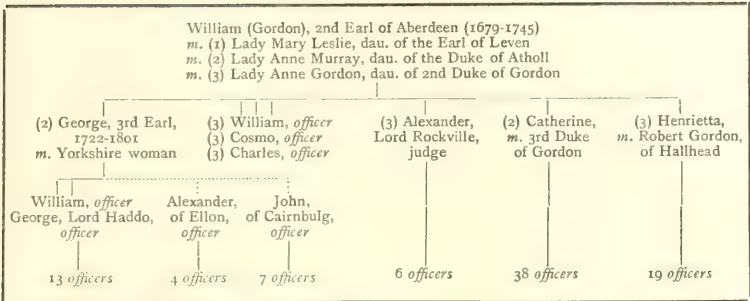 William (Gordon), 2nd Earl of Aberdeen (1679-1745)
m. (1) Lady Mary Leslie, dau. of the Earl of Leven
m. (2) Lady Anne Murray, dau. of the Duke of Atholl
m. (3) Lady Anne Gordon, dau. of 2nd Duke of Gordon
(2) George, 3rd Earl,
1722-1801
m. Yorkshire woman
(3) William, officer
(3) Cosmo, officer
(3) Charles, officer
(3) Alexander,
Lord Rockville,
judge
(2) Catherine,
m. 3rd Duke
of Gordon
(3) Henrietta,
m. Robert Gordon,
of Hallhead
William, officer
George, Lord Haddo,
officer
Alexander,
of Ellon,
officer
John,
of Cairnbulg,
officer
13 officers
4 officers
7 officers
6 officers
38 officers
19 officers